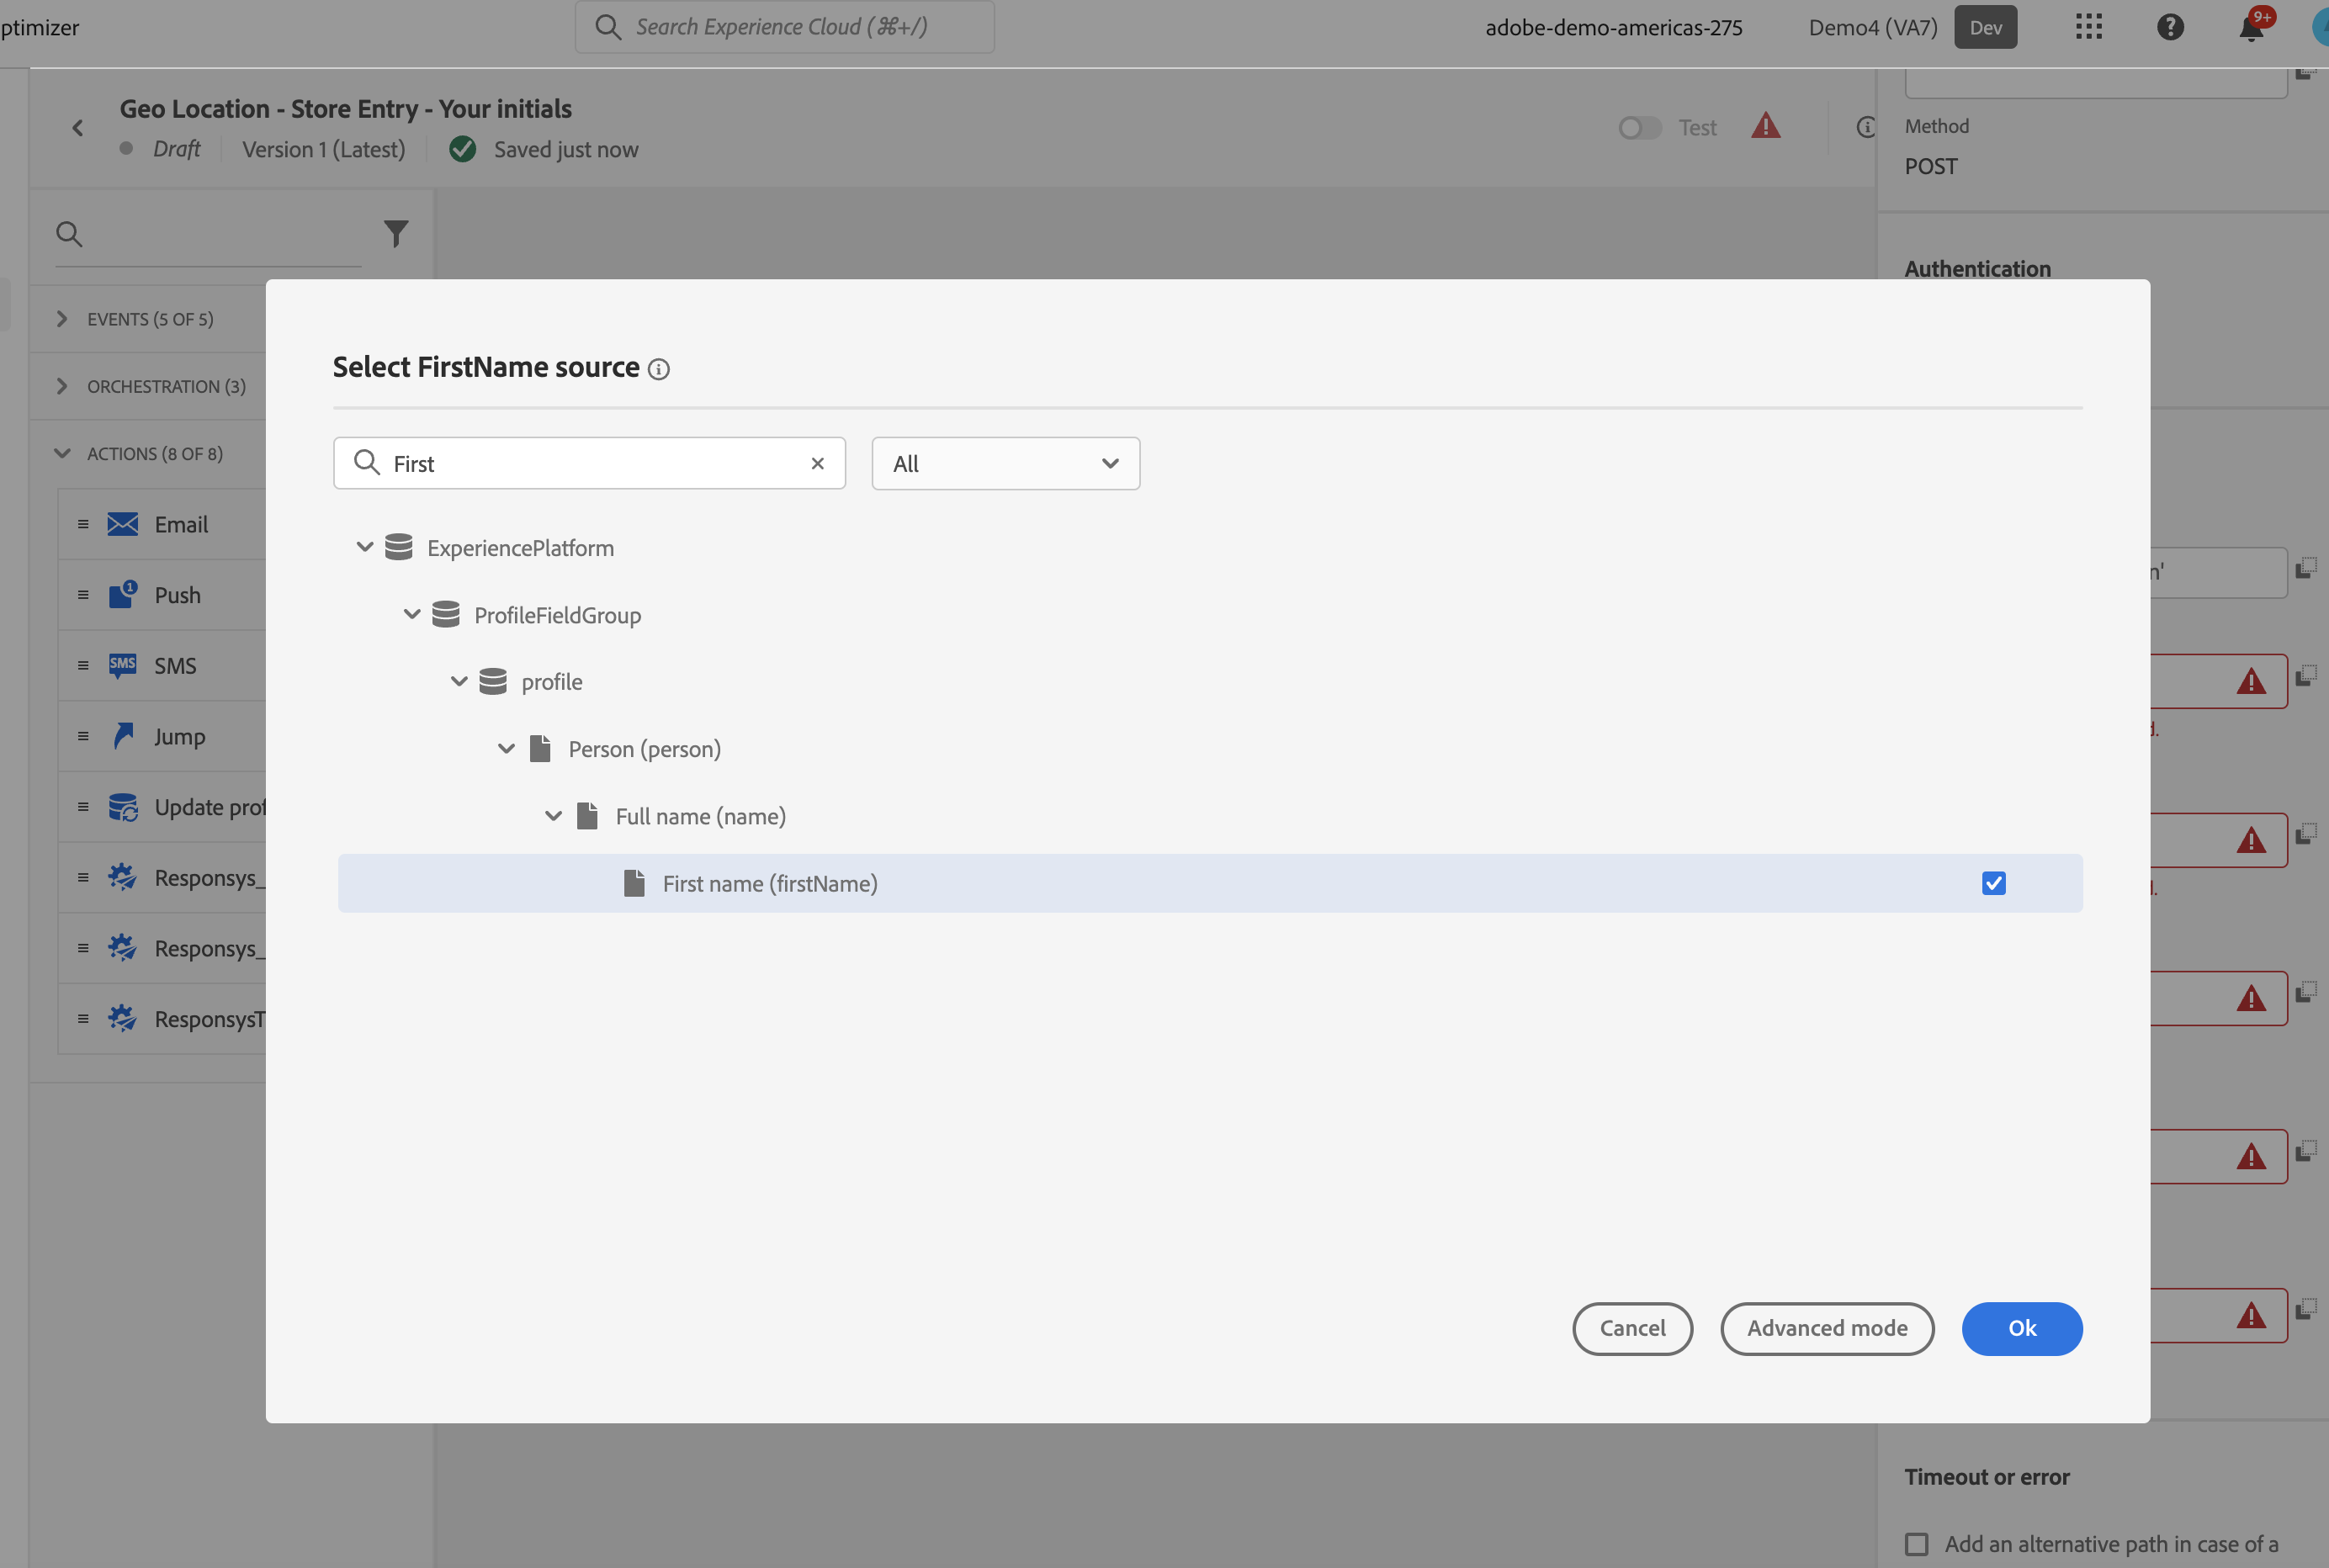 ptimizer
Search Experience Cloud (⌘+/)
adobe-demo-americas-275
Demo4 (VA7)
Dev
9+
Geo Location - Store Entry - Your initials
Draft
Version 1 (Latest)
Saved just now
Test
Method
POST
Authentication
EVENTS (5 OF 5)
ORCHESTRATION (3)
ACTIONS (8 OF 8)
Email
Push
SMS
SMS
Jump
Update prof
Responsys_
Responsys_
ResponsysT
Select FirstName source
First
All
ExperiencePlatform
ProfileFieldGroup
profile
Person (person)
Full name (name)
First name (firstName)
Cancel
Advanced mode
Ok
n'
d.
Timeout or error
Add an alternative path in case of a